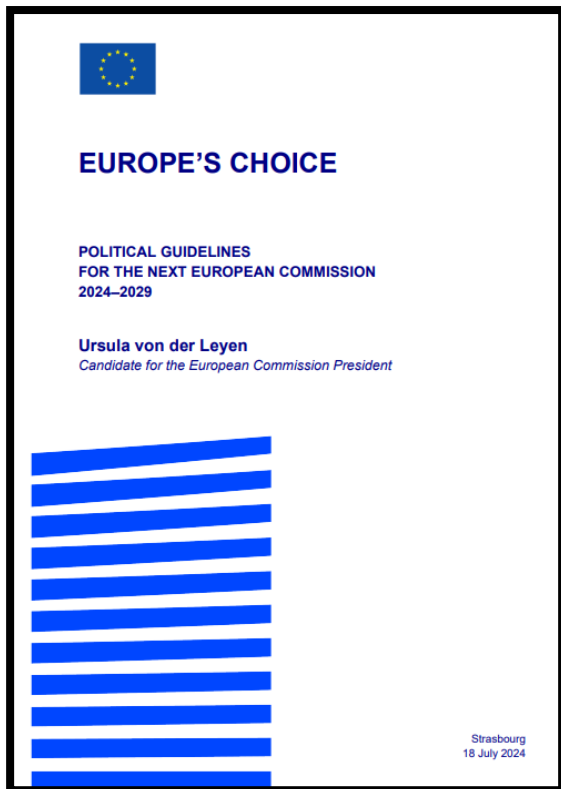 EUROPE’S CHOICE
POLITICAL GUIDELINES
FOR THE NEXT EUROPEAN COMMISSION
2024–2029
Ursula von der Leyen
Candidate for the European Commission President
Strasbourg
18 July 2024